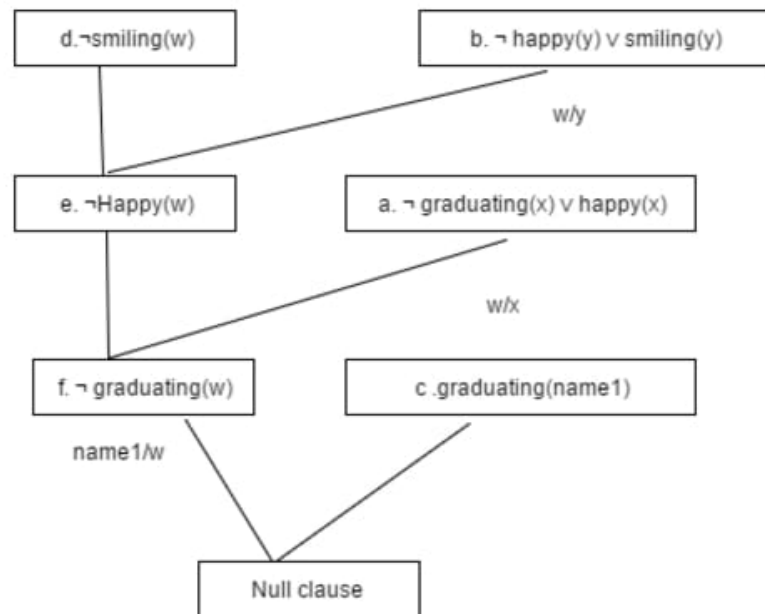 d.¬smiling(w)
b. ¬ happy(y) v smiling(y)
w/y
e. ¬Happy(w)
a. ¬ graduating(x) v happy(x)
w/x
f. ¬ graduating(w)
c .graduating(name1)
name1/w
Null clause